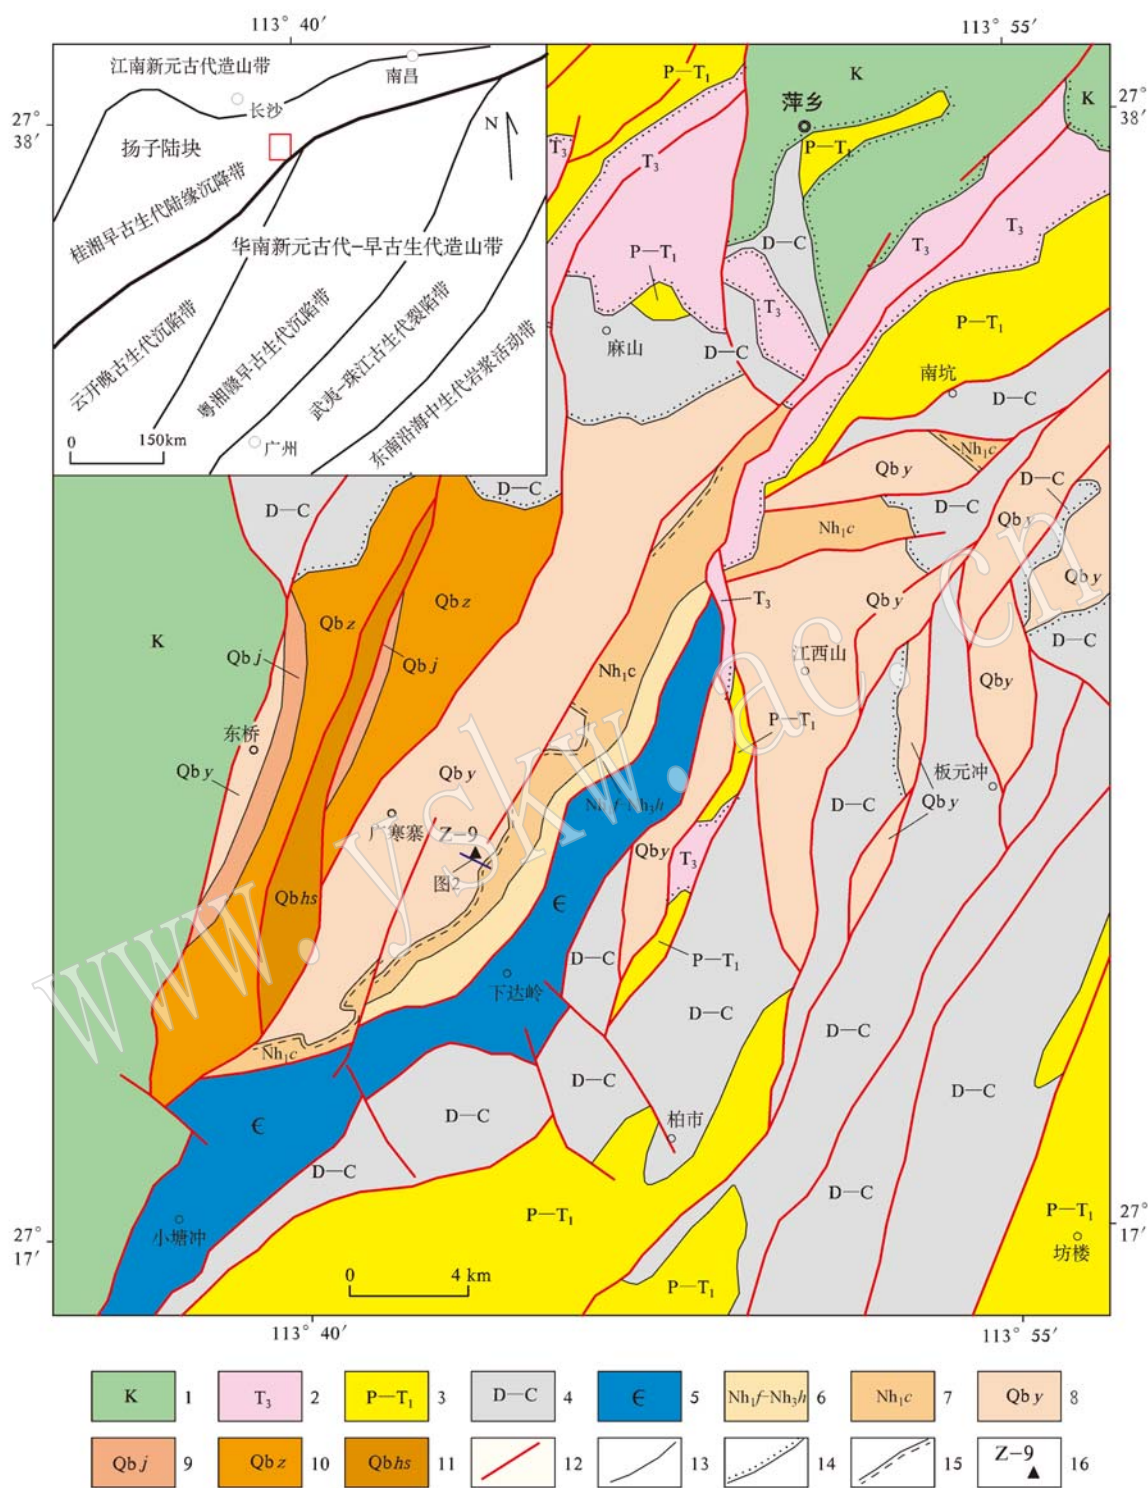 113° 40′
113° 55′
27°
38′
27°
38′
江南新元古代造山带
南昌
长沙
扬子陆块
N
桂湘早古生代陆缘沉降带
华南新元古代-早古生代造山带
云开晚古生代沉陷带
粤湘赣早古生代沉陷带
武夷-珠江古生代裂陷带
东南沿海中生代岩浆活动带
广州
0
150km
P—T₁
K
K
萍乡
P—T₁
T₃
T₃
D—C
T₃
T₃
P—T₁
T₃
P—T₁
麻山
D—C
南坑
D—C
Nh₁c
Qby
D—C
D—C
D—C
D—C
Qby
Nh₁c
Qbz
Qby
Qbz
T₃
Qby
K
Qbj
Qbj
D—C
Nh₁c
江西山
Qby
P—T₁
东桥
Qby
Qby
板元冲
Nh₁f-Nh₃h
D—C
Qby
广寒寨
Z-9
Qby
T₃
图2
Qbhs
Є
D—C
P—T₁
下达岭
D—C
D—C
Nh₁c
D—C
D—C
D—C
Є
柏市
D—C
D—C
小塘冲
P—T₁
P—T₁
坊楼
27°
17′
27°
17′
0
4 km
P—T₁
113° 40′
113° 55′
K 1 T₃ 2 P—T₁ 3 D—C 4 Є 5 Nh₁f-Nh₃h 6 Nh₁c 7 Qby 8
Qbj 9 Qbz 10 Qbhs 11 12 13 14 15 Z-9 16
www.yskw.ac.cn